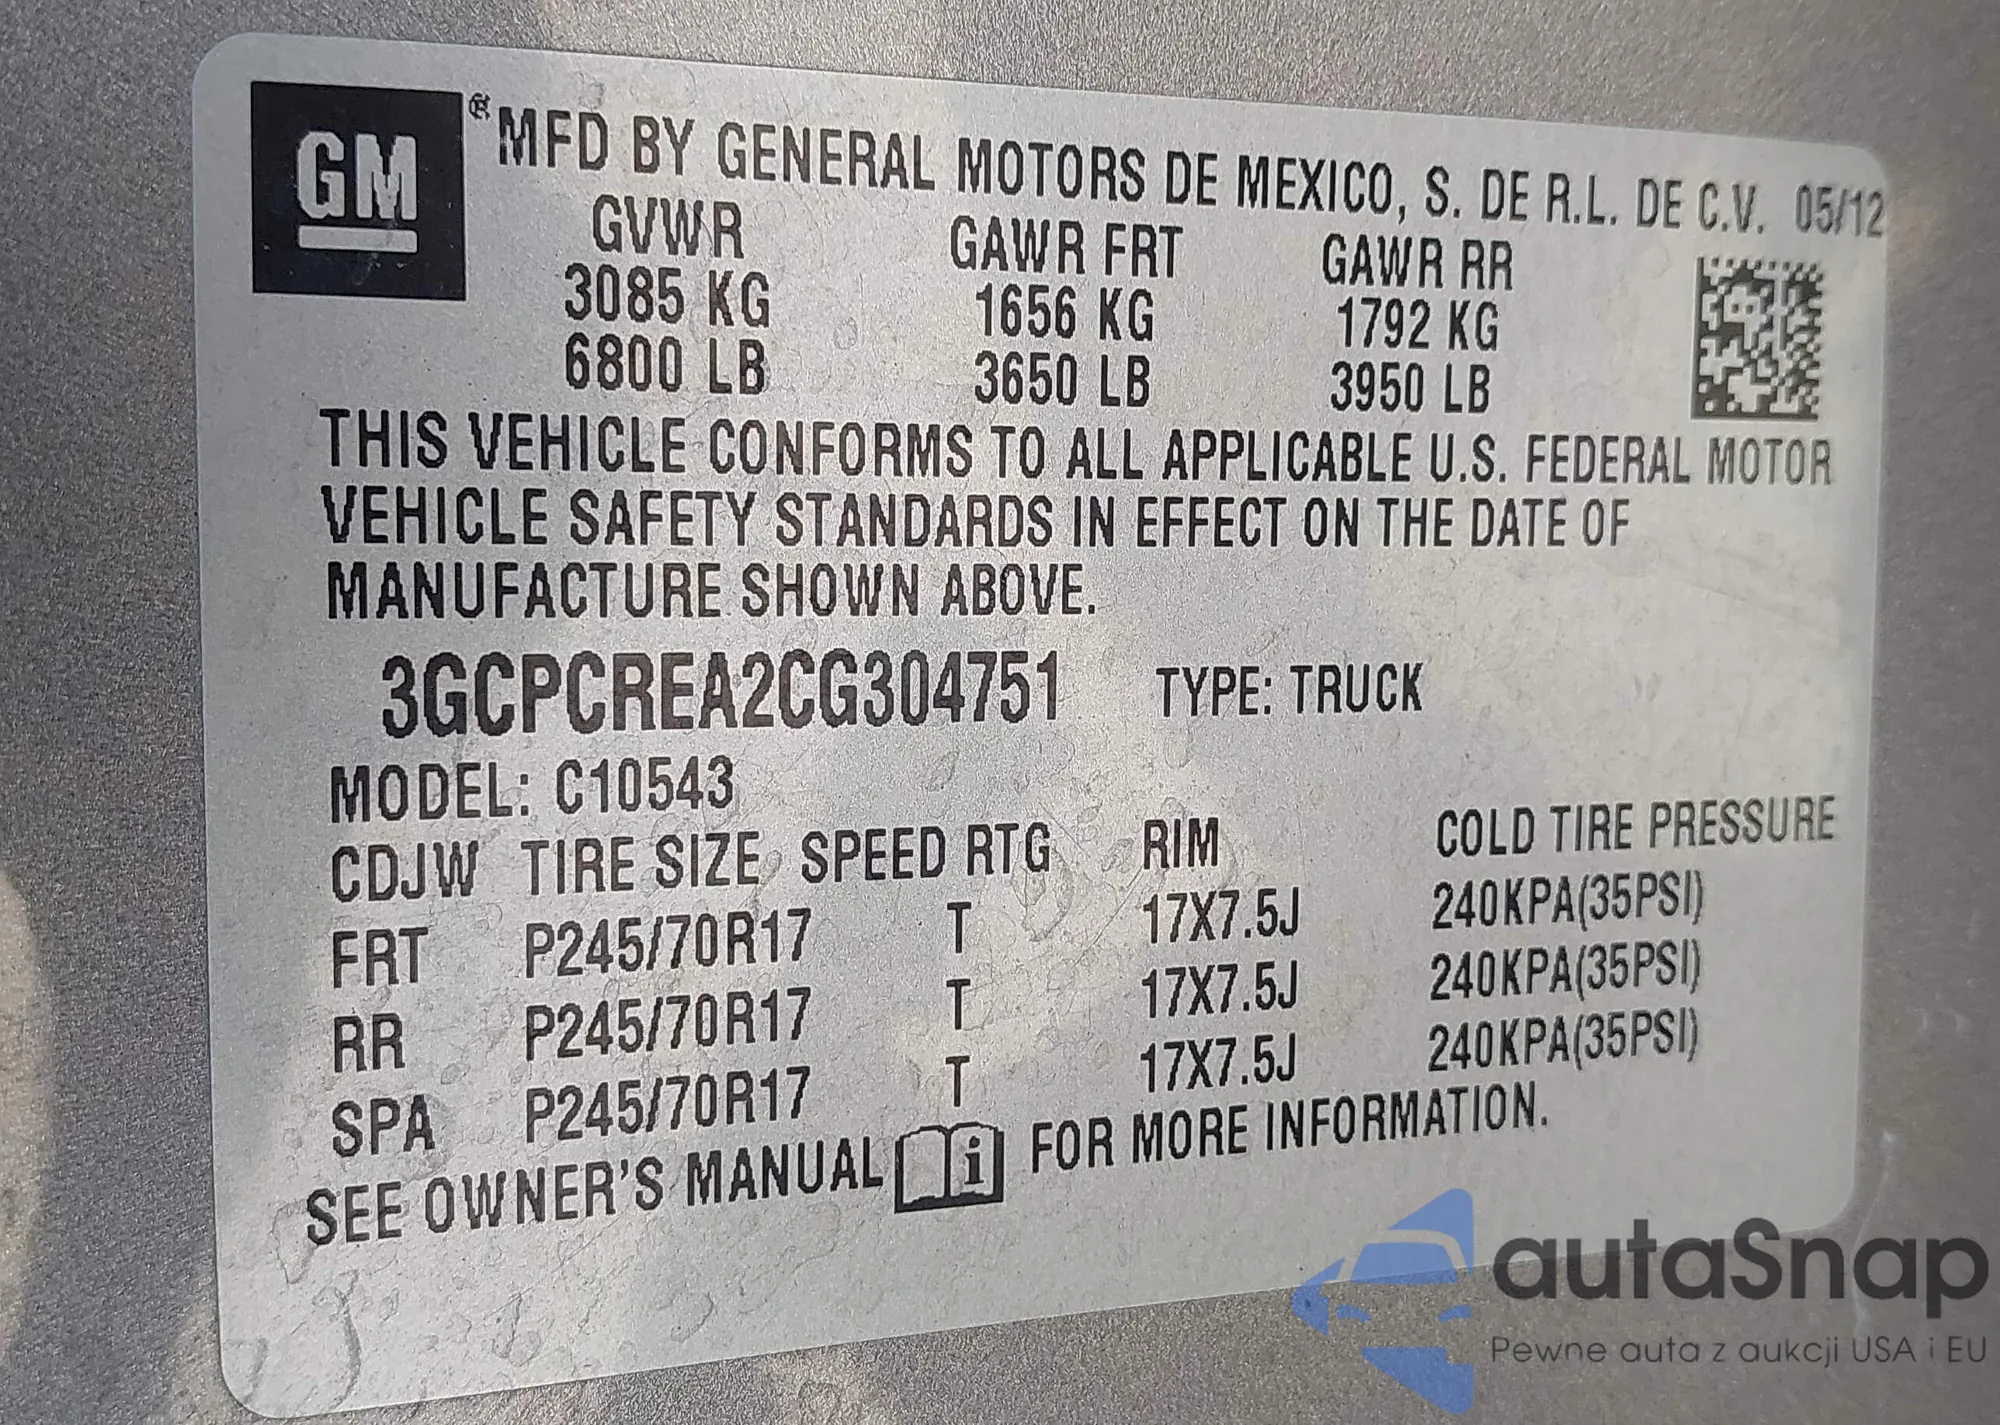 GM ® MFD BY GENERAL MOTORS DE MEXICO, S. DE R.L. DE C.V. 05/12
GVWR GAWR FRT GAWR RR
3085 KG 1656 KG 1792 KG
6800 LB 3650 LB 3950 LB
THIS VEHICLE CONFORMS TO ALL APPLICABLE U.S. FEDERAL MOTOR
VEHICLE SAFETY STANDARDS IN EFFECT ON THE DATE OF
MANUFACTURE SHOWN ABOVE.
3GCPCREA2CG304751 TYPE: TRUCK
MODEL: C10543
CDJW TIRE SIZE SPEED RTG RIM COLD TIRE PRESSURE
FRT P245/70R17 T 17X7.5J 240KPA(35PSI)
RR P245/70R17 T 17X7.5J 240KPA(35PSI)
SPA P245/70R17 T 17X7.5J 240KPA(35PSI)
SEE OWNER'S MANUAL i FOR MORE INFORMATION.
autaSnap
Pewne auta z aukcji USA i EU